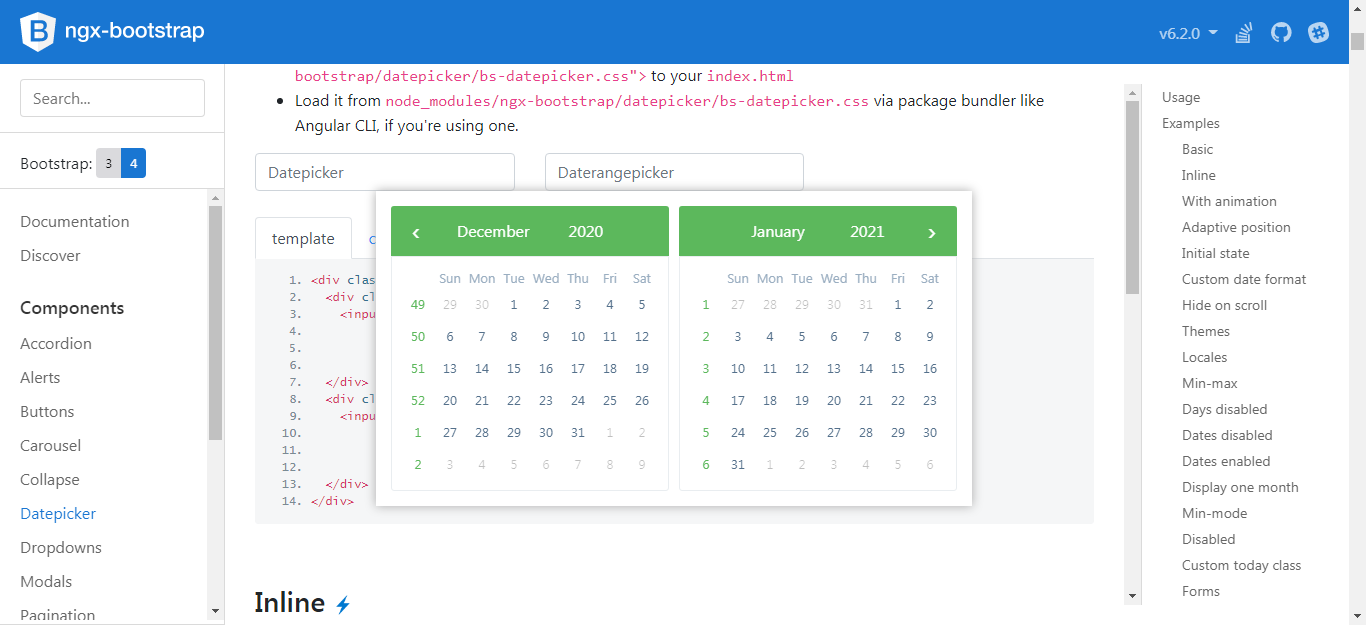 ngx-bootstrap
v6.2.0
Search...
Bootstrap: 3 4
Documentation
Discover
Components
Accordion
Alerts
Buttons
Carousel
Collapse
Datepicker
Dropdowns
Modals
Pagination
bootstrap/datepicker/bs-datepicker.css"> to your index.html
Load it from node_modules/ngx-bootstrap/datepicker/bs-datepicker.css via package bundler like
Angular CLI, if you're using one.
Datepicker
Daterangepicker
template
1. <div clas
2. <div cl
3. <inpu
4.
5.
6.
7. </div>
8. <div cl
9. <inpu
10.
11.
12.
13. </div>
14. </div>
‹ December 2020
Sun Mon Tue Wed Thu Fri Sat
49 29 30 1 2 3 4 5
50 6 7 8 9 10 11 12
51 13 14 15 16 17 18 19
52 20 21 22 23 24 25 26
1 27 28 29 30 31 1 2
2 3 4 5 6 7 8 9
January 2021 ›
Sun Mon Tue Wed Thu Fri Sat
1 27 28 29 30 31 1 2
2 3 4 5 6 7 8 9
3 10 11 12 13 14 15 16
4 17 18 19 20 21 22 23
5 24 25 26 27 28 29 30
6 31 1 2 3 4 5 6
Inline
Usage
Examples
Basic
Inline
With animation
Adaptive position
Initial state
Custom date format
Hide on scroll
Themes
Locales
Min-max
Days disabled
Dates disabled
Dates enabled
Display one month
Min-mode
Disabled
Custom today class
Forms